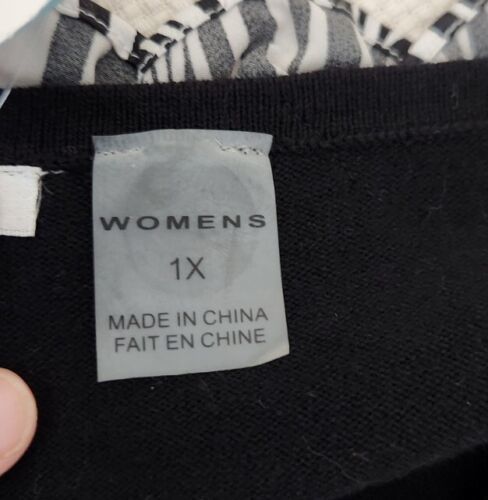 WOMENS
1X
MADE IN CHINA
FAIT EN CHINE